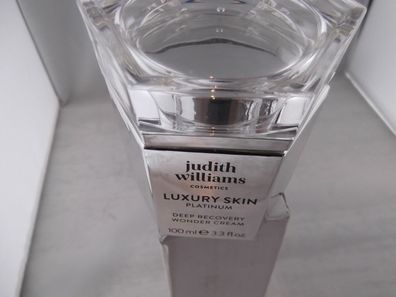 judith
williams
COSMETICS
LUXURY SKIN
PLATINUM
DEEP RECOVERY
WONDER CREAM
100 ml ℮ 3.3 fl.oz.